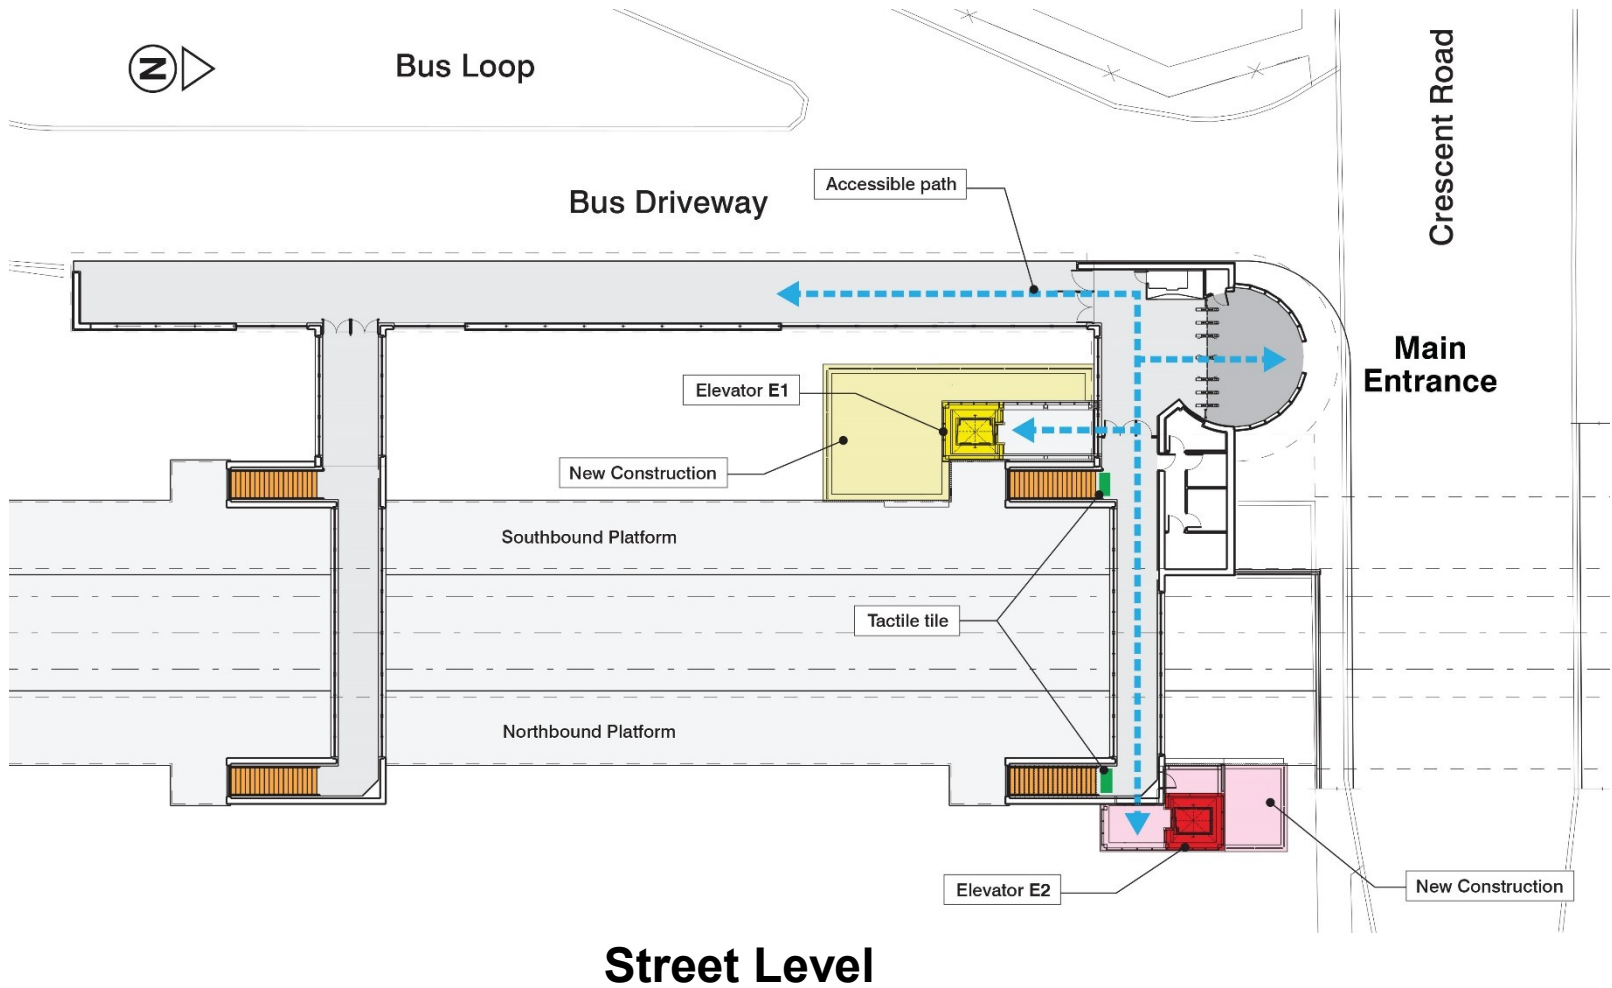 N
Bus Loop
Crescent Road
Accessible path
Bus Driveway
Main
Entrance
Elevator E1
New Construction
Southbound Platform
Tactile tile
Northbound Platform
Elevator E2
New Construction
Street Level